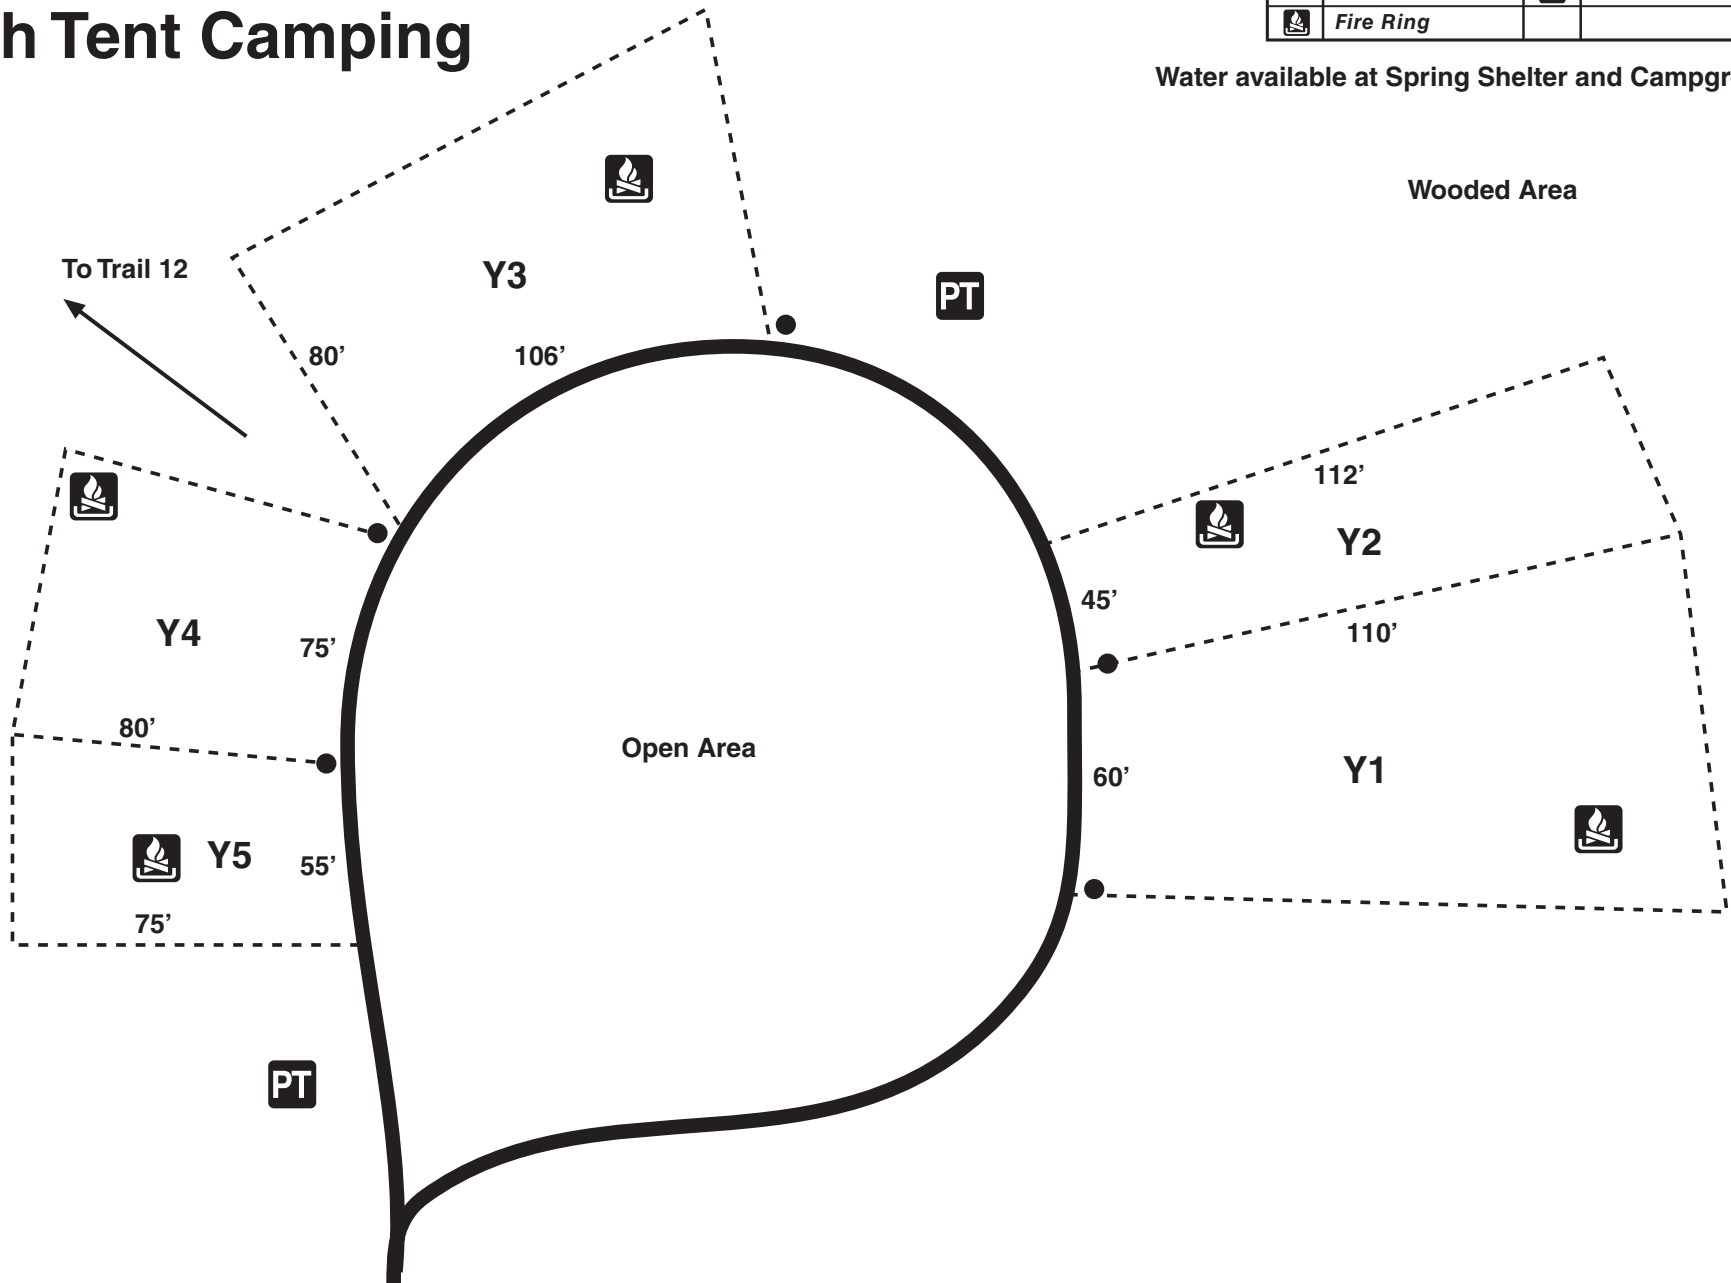 h Tent Camping
Fire Ring
Water available at Spring Shelter and Campgr
Wooded Area
To Trail 12
Y3
PT
80’
106’
112’
Y2
45’
110’
Y4
75’
80’
Open Area
60’
Y1
Y5
55’
75’
PT